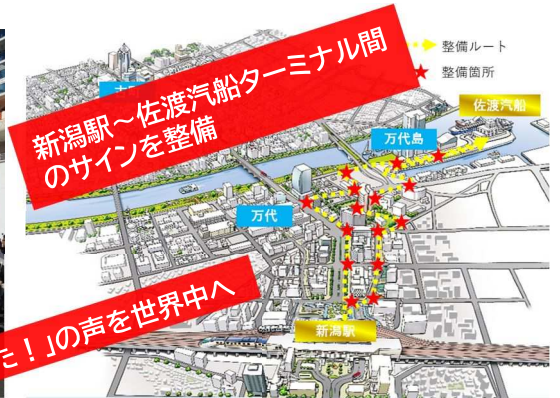 整備ルート
整備箇所
新潟駅～佐渡汽船ターミナル間
のサインを整備
佐渡汽船
万代島
万代
た！」の声を世界中へ
新潟駅